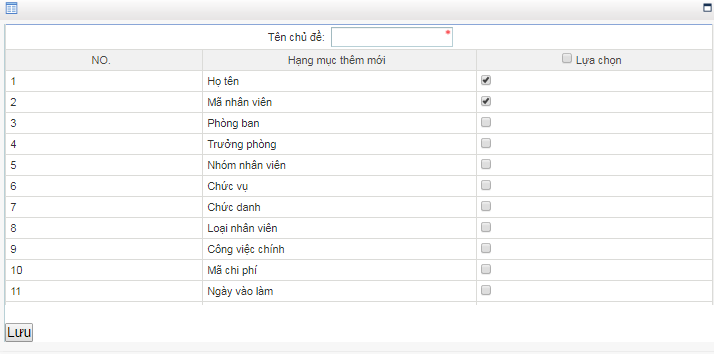 Tên chủ đề: *
NO. Hạng mục thêm mới Lựa chọn
1 Họ tên
2 Mã nhân viên
3 Phòng ban
4 Trưởng phòng
5 Nhóm nhân viên
6 Chức vụ
7 Chức danh
8 Loại nhân viên
9 Công việc chính
10 Mã chi phí
11 Ngày vào làm
Lưu